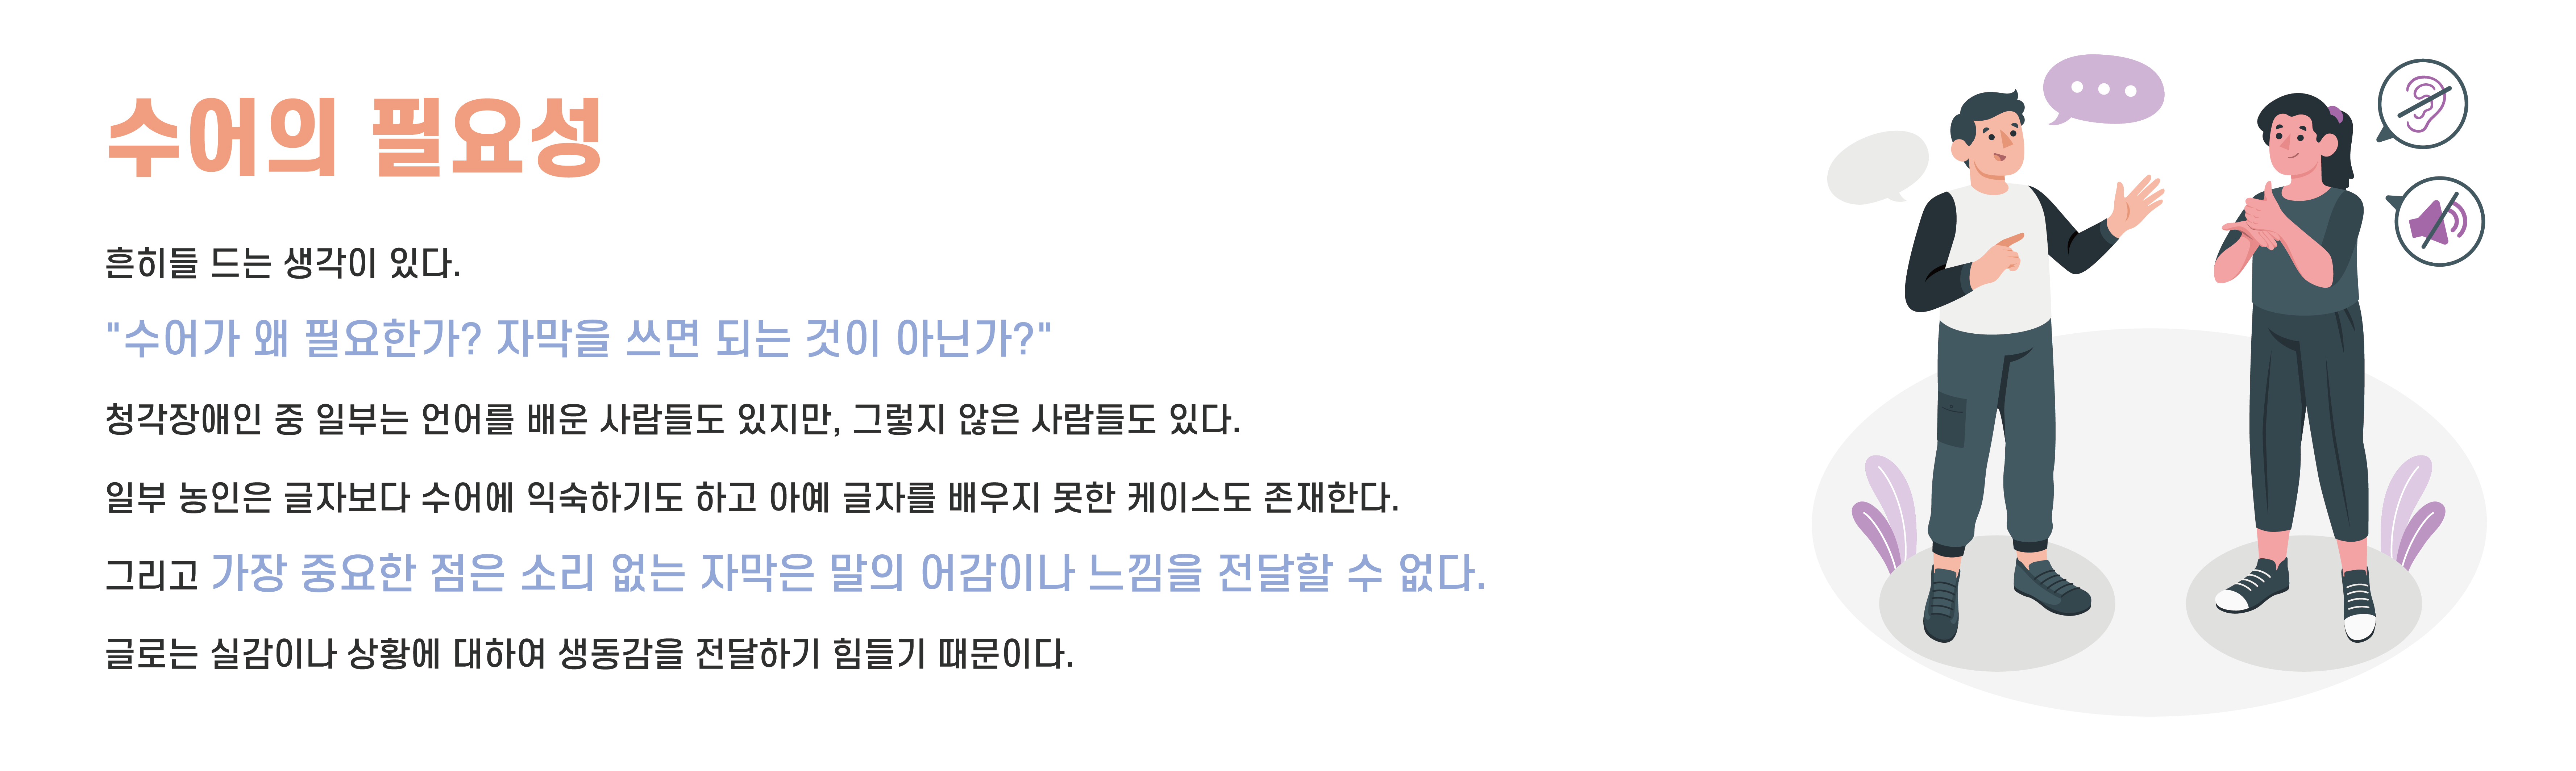 수어의 필요성
흔히들 드는 생각이 있다.
"수어가 왜 필요한가? 자막을 쓰면 되는 것이 아닌가?"
청각장애인 중 일부는 언어를 배운 사람들도 있지만, 그렇지 않은 사람들도 있다.
일부 농인은 글자보다 수어에 익숙하기도 하고 아예 글자를 배우지 못한 케이스도 존재한다.
그리고 가장 중요한 점은 소리 없는 자막은 말의 어감이나 느낌을 전달할 수 없다.
글로는 실감이나 상황에 대하여 생동감을 전달하기 힘들기 때문이다.